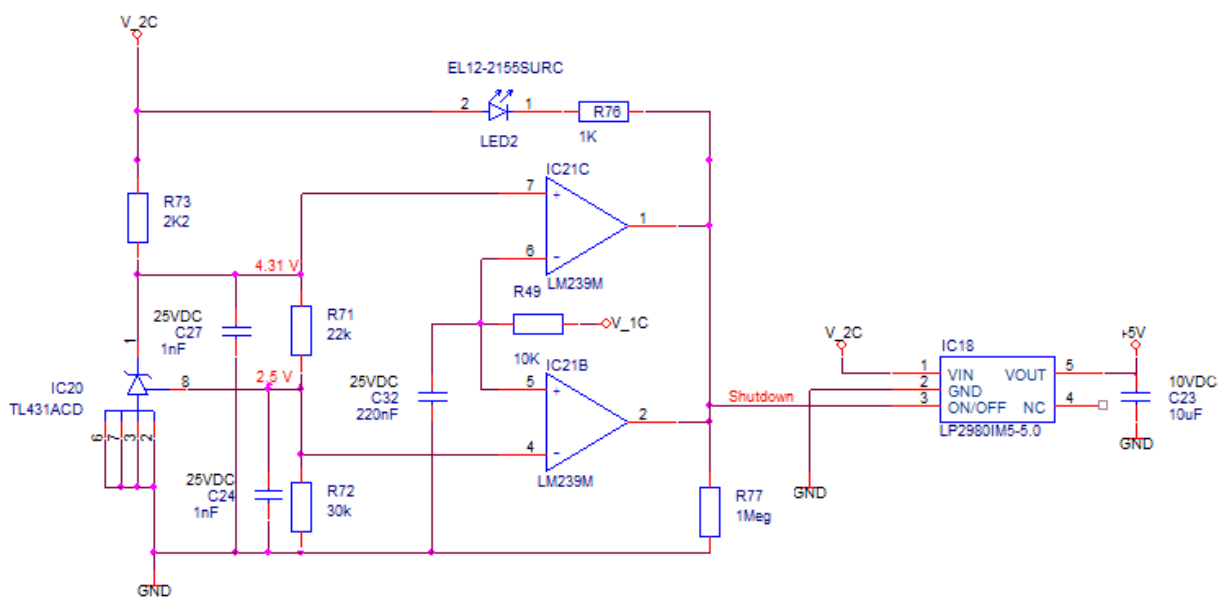 V_2C
EL12-2155SURC
2
1
R76
LED2
1K
IC21C
R73
2K2
7
+
1
6
-
4.31 V
LM239M
R49
V_1C
25VDC
C27
1nF
R71
22k
10K
V_2C
+5V
IC18
1
IC20
TL431ACD
8
2.5 V
25VDC
C32
220nF
IC21B
5
+
2
4
-
Shutdown
1
VIN
VOUT
5
2
GND
3
ON/OFF
NC
4
10VDC
C23
10uF
LP2980IM5-5.0
GND
6
7
3
2
25VDC
C24
1nF
R72
30k
LM239M
R77
1Meg
GND
GND